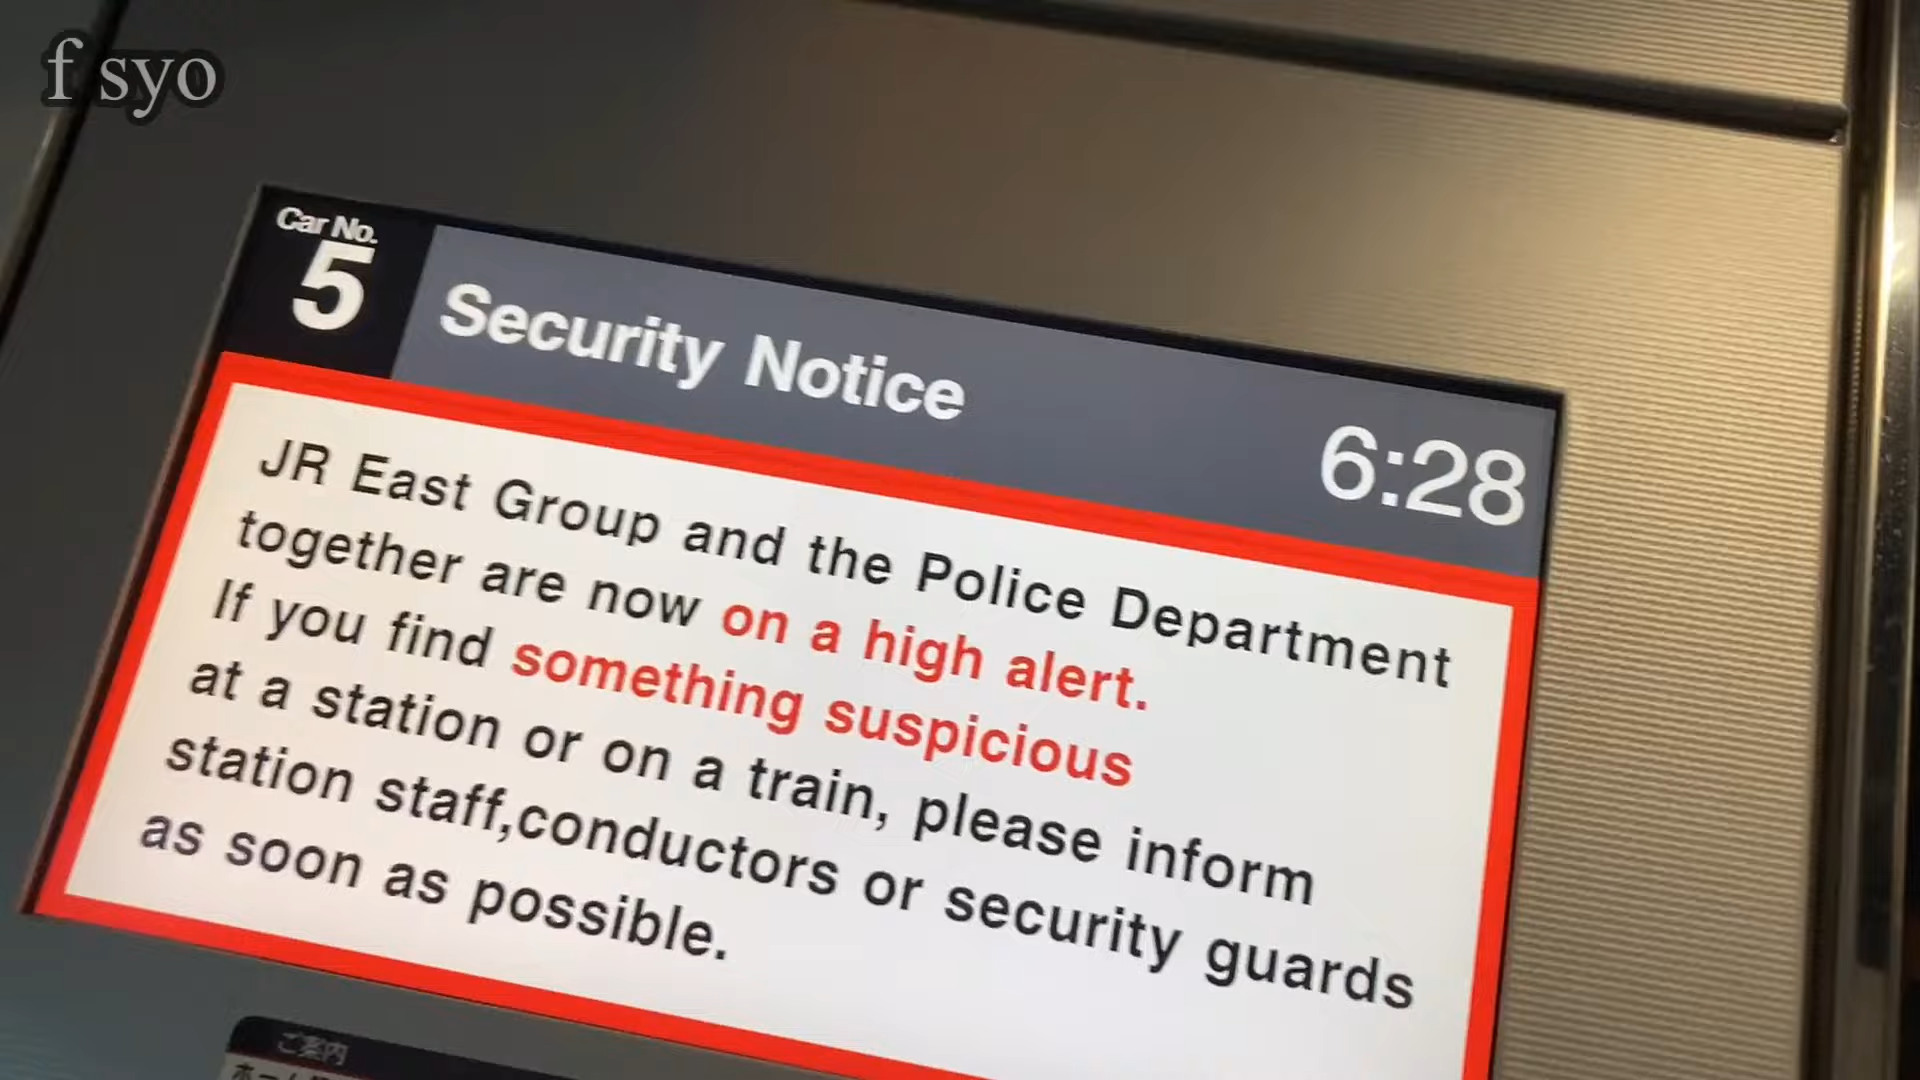 f syo
Car No.
5
Security Notice
6:28
JR East Group and the Police Department
together are now on a high alert.
If you find something suspicious
at a station or on a train, please inform
station staff,conductors or security guards
as soon as possible.
ご案内